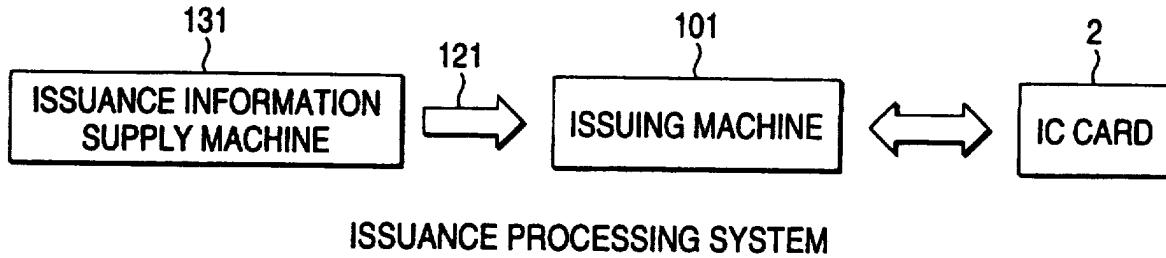 131
121
101
2
ISSUANCE INFORMATION
SUPPLY MACHINE
ISSUING MACHINE
IC CARD
ISSUANCE PROCESSING SYSTEM